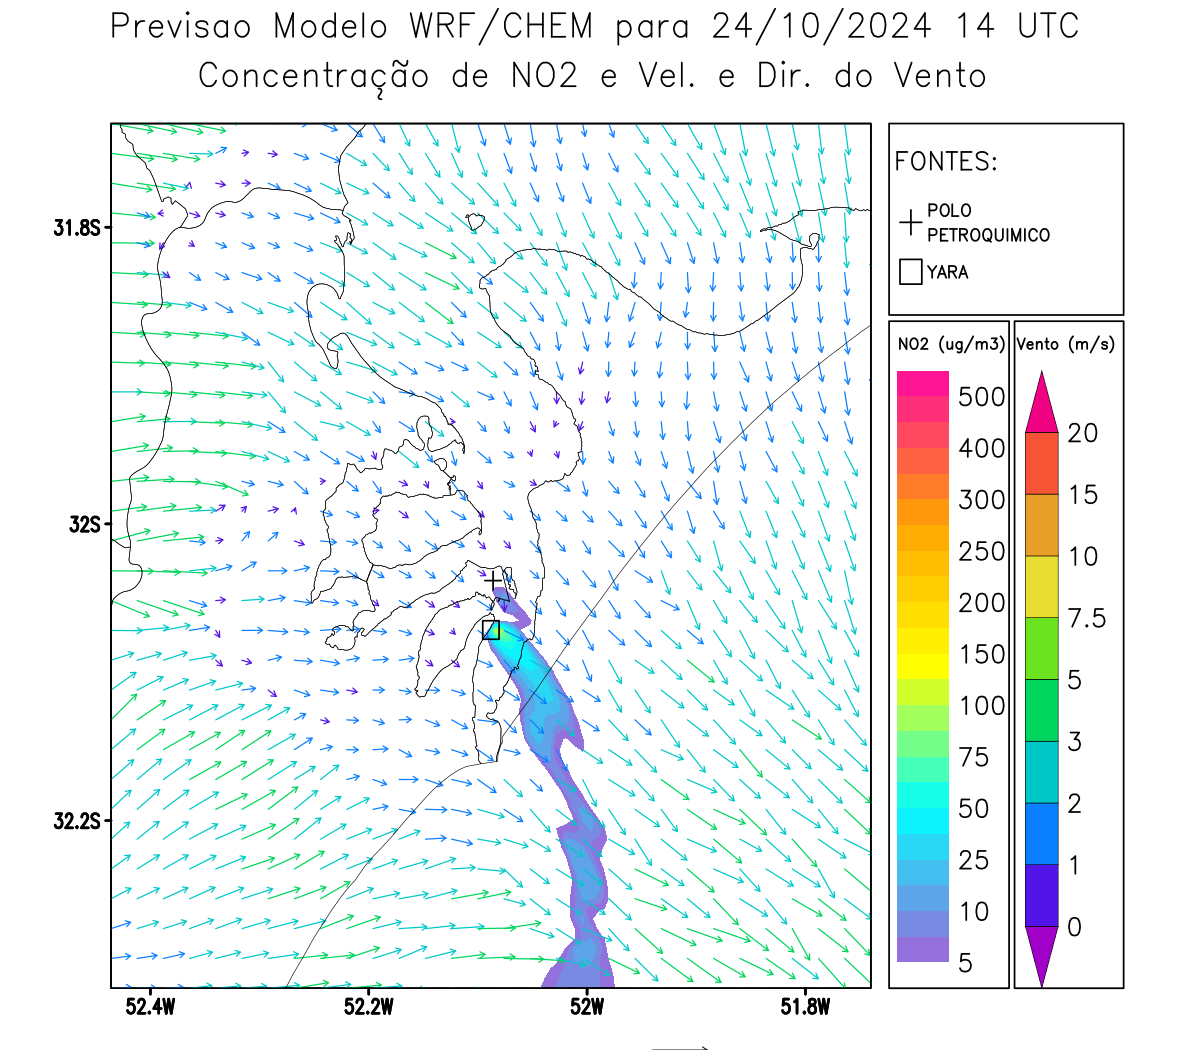 Previsao Modelo WRF/CHEM para 24/10/2024 14 UTC
Concentração de NO2 e Vel. e Dir. do Vento
FONTES:
POLO
PETROQUIMICO
YARA
NO2 (ug/m3)
500
400
300
250
200
150
100
75
50
25
10
5
Vento (m/s)
20
15
10
7.5
5
3
2
1
0
31.8S
32S
32.2S
52.4W 52.2W 52W 51.8W